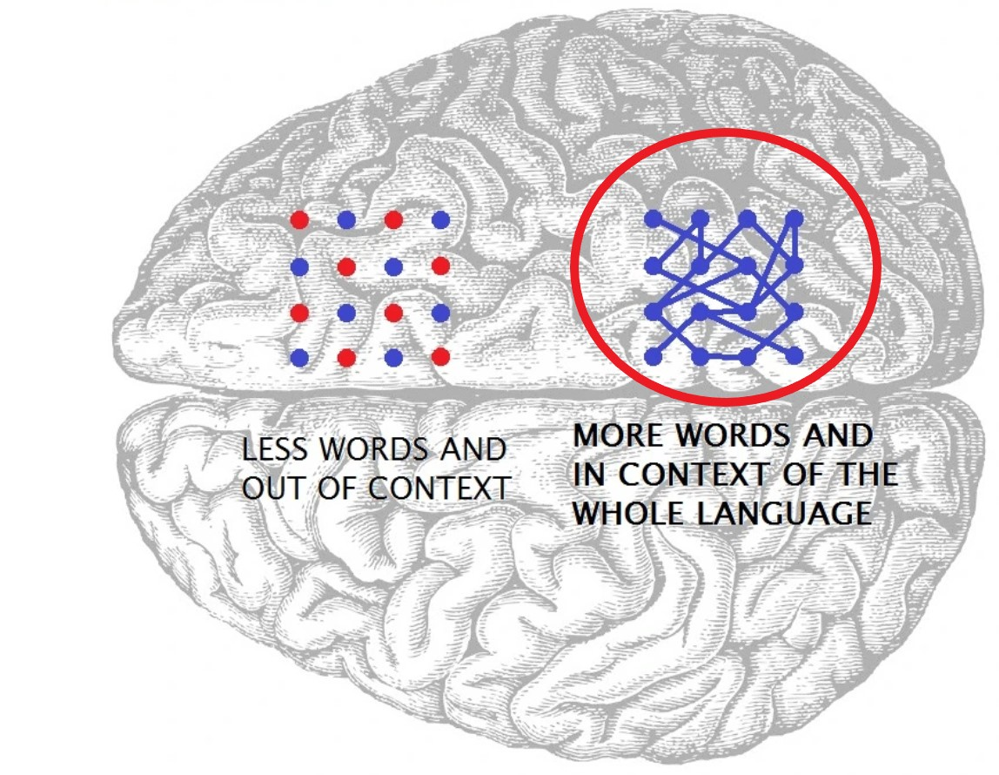 LESS WORDS AND
OUT OF CONTEXT
MORE WORDS AND
IN CONTEXT OF THE
WHOLE LANGUAGE